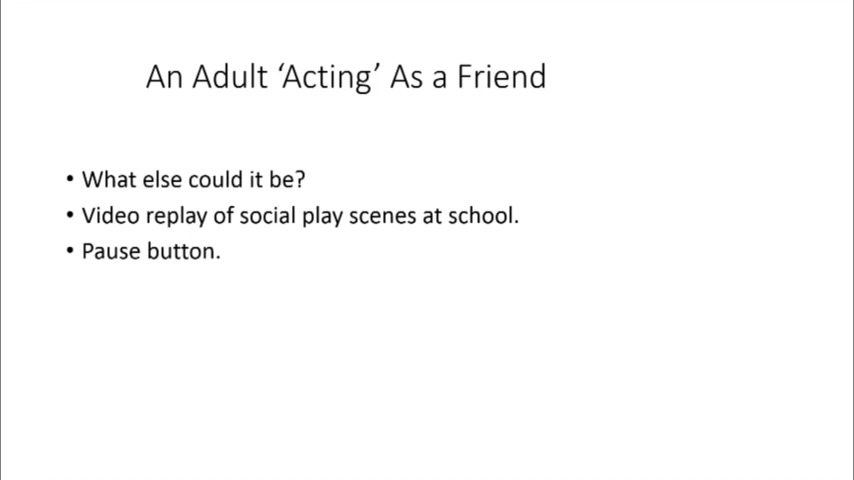 An Adult ‘Acting’ As a Friend
• What else could it be?
• Video replay of social play scenes at school.
• Pause button.